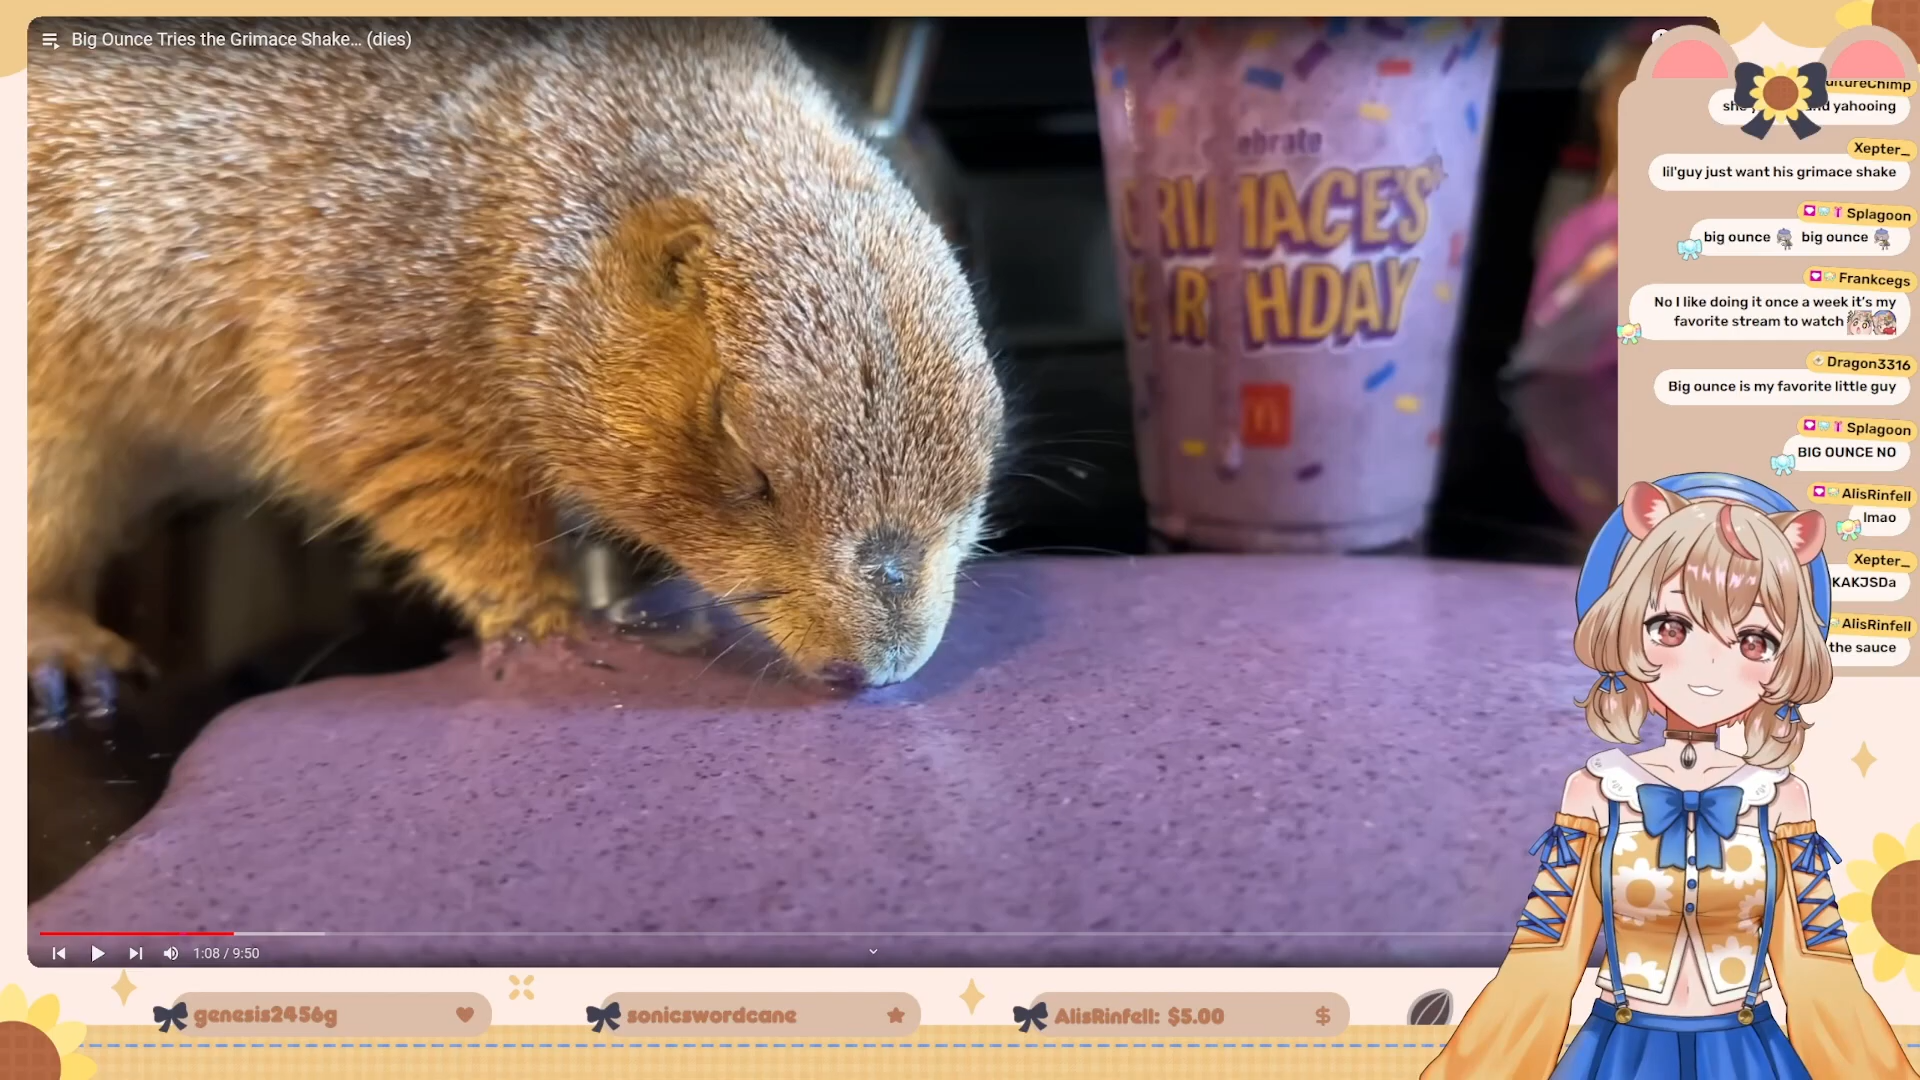 Big Ounce Tries the Grimace Shake... (dies)
ebrate
GRIMACE'S
HDAY
1:08 / 9:50
ultureChimp
yahooing
Xepter_
lil'guy just want his grimace shake
Splagoon
big ounce big ounce
Frankcegs
No I like doing it once a week it's my
favorite stream to watch
Dragon3316
Big ounce is my favorite little guy
Splagoon
BIG OUNCE NO
AlisRinfell
lmao
Xepter_
KAKJSDa
AlisRinfell
the sauce
genesis2456g
sonicswordcane
AlisRinfell: $5.00
$